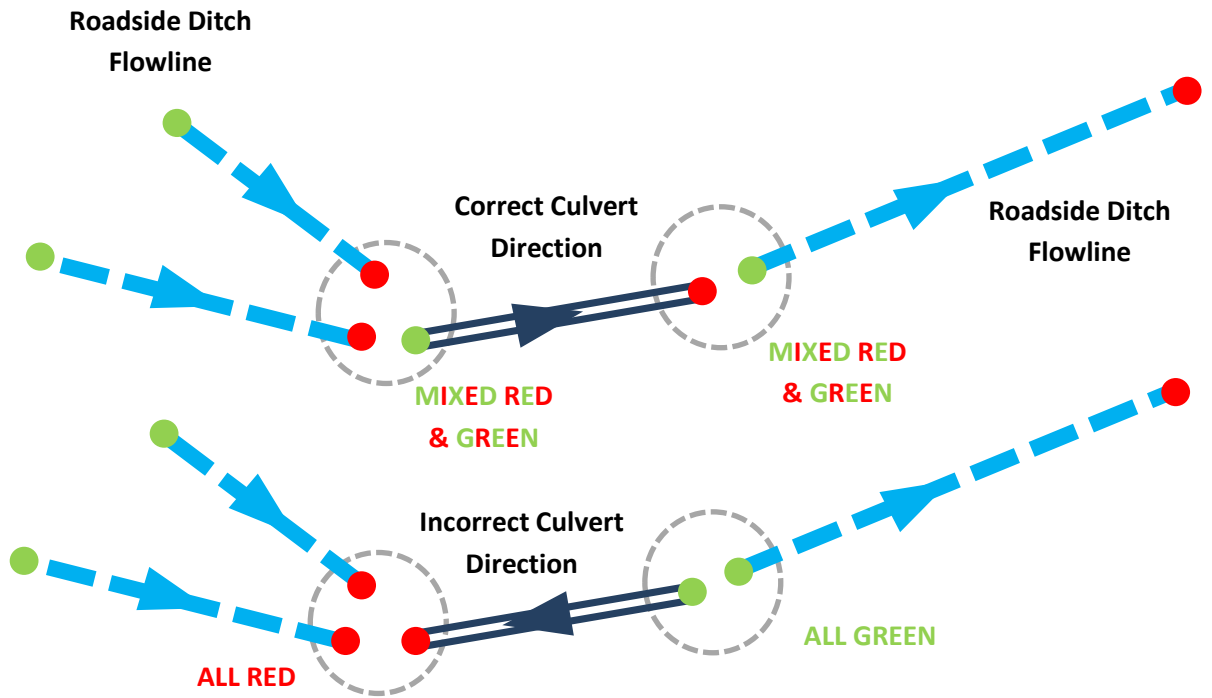 Roadside Ditch
Flowline
Correct Culvert
Direction
Roadside Ditch
Flowline
MIXED RED
& GREEN
MIXED RED
& GREEN
Incorrect Culvert
Direction
ALL GREEN
ALL RED